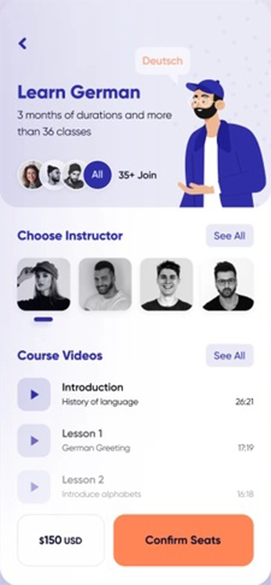 Deutsch
Learn German
3 months of durations and more
than 36 classes
All
35+ Join
Choose Instructor
See All
Course Videos
See All
Introduction
History of language
26:21
Lesson 1
German Greeting
17:19
Lesson 2
Introduce alphabets
16:18
$150 USD
Confirm Seats